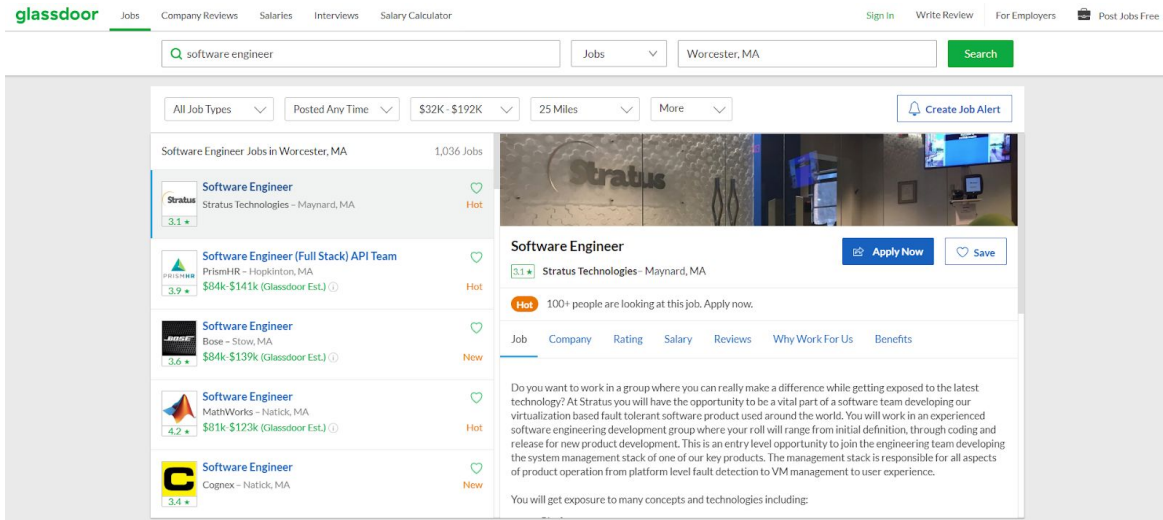 glassdoor Jobs Company Reviews Salaries Interviews Salary Calculator Sign In Write Review For Employers Post Jobs Free
software engineer Jobs Worcester, MA Search
All Job Types Posted Any Time $32K - $192K 25 Miles More Create Job Alert
Software Engineer Jobs in Worcester, MA 1,036 Jobs
Stratus
Software Engineer
Stratus Technologies – Maynard, MA Hot
3.1 ★
Software Engineer (Full Stack) API Team
PRISMHR
PrismHR – Hopkinton, MA
$84k-$141k (Glassdoor Est.) Hot
3.9 ★
Software Engineer
BOSE
Bose – Stow, MA
$84k-$139k (Glassdoor Est.) New
3.6 ★
Software Engineer
MathWorks – Natick, MA
$81k-$123k (Glassdoor Est.) Hot
4.2 ★
Software Engineer
Cognex – Natick, MA New
3.4 ★
Stratus
Software Engineer Apply Now Save
3.1 ★ Stratus Technologies – Maynard, MA
Hot 100+ people are looking at this job. Apply now.
Job Company Rating Salary Reviews Why Work For Us Benefits
Do you want to work in a group where you can really make a difference while getting exposed to the latest
technology? At Stratus you will have the opportunity to be a vital part of a software team developing our
virtualization based fault tolerant software product used around the world. You will work in an experienced
software engineering development group where your roll will range from initial definition, through coding and
release for new product development. This is an entry level opportunity to join the engineering team developing
the system management stack of one of our key products. The management stack is responsible for all aspects
of product operation from platform level fault detection to VM management to user experience.
You will get exposure to many concepts and technologies including: